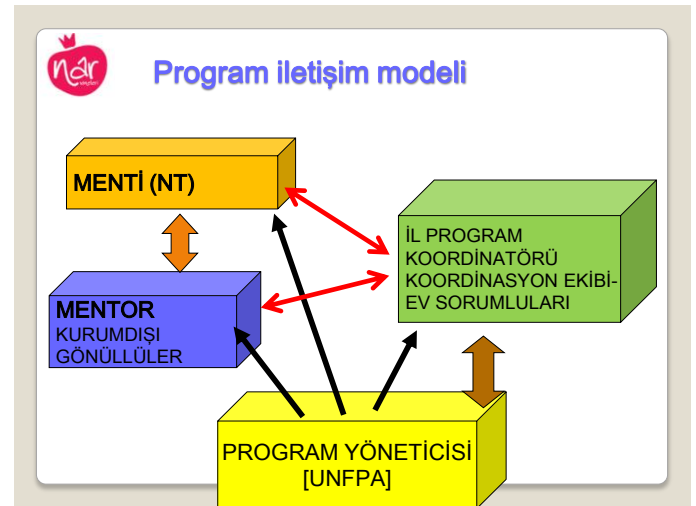 nar
Program iletişim modeli
MENTİ (NT)
İL PROGRAM
KOORDİNATÖRÜ
KOORDİNASYON EKİBİ-
EV SORUMLULARI
MENTOR
KURUMDIŞI
GÖNÜLLÜLER
PROGRAM YÖNETİCİSİ
[UNFPA]